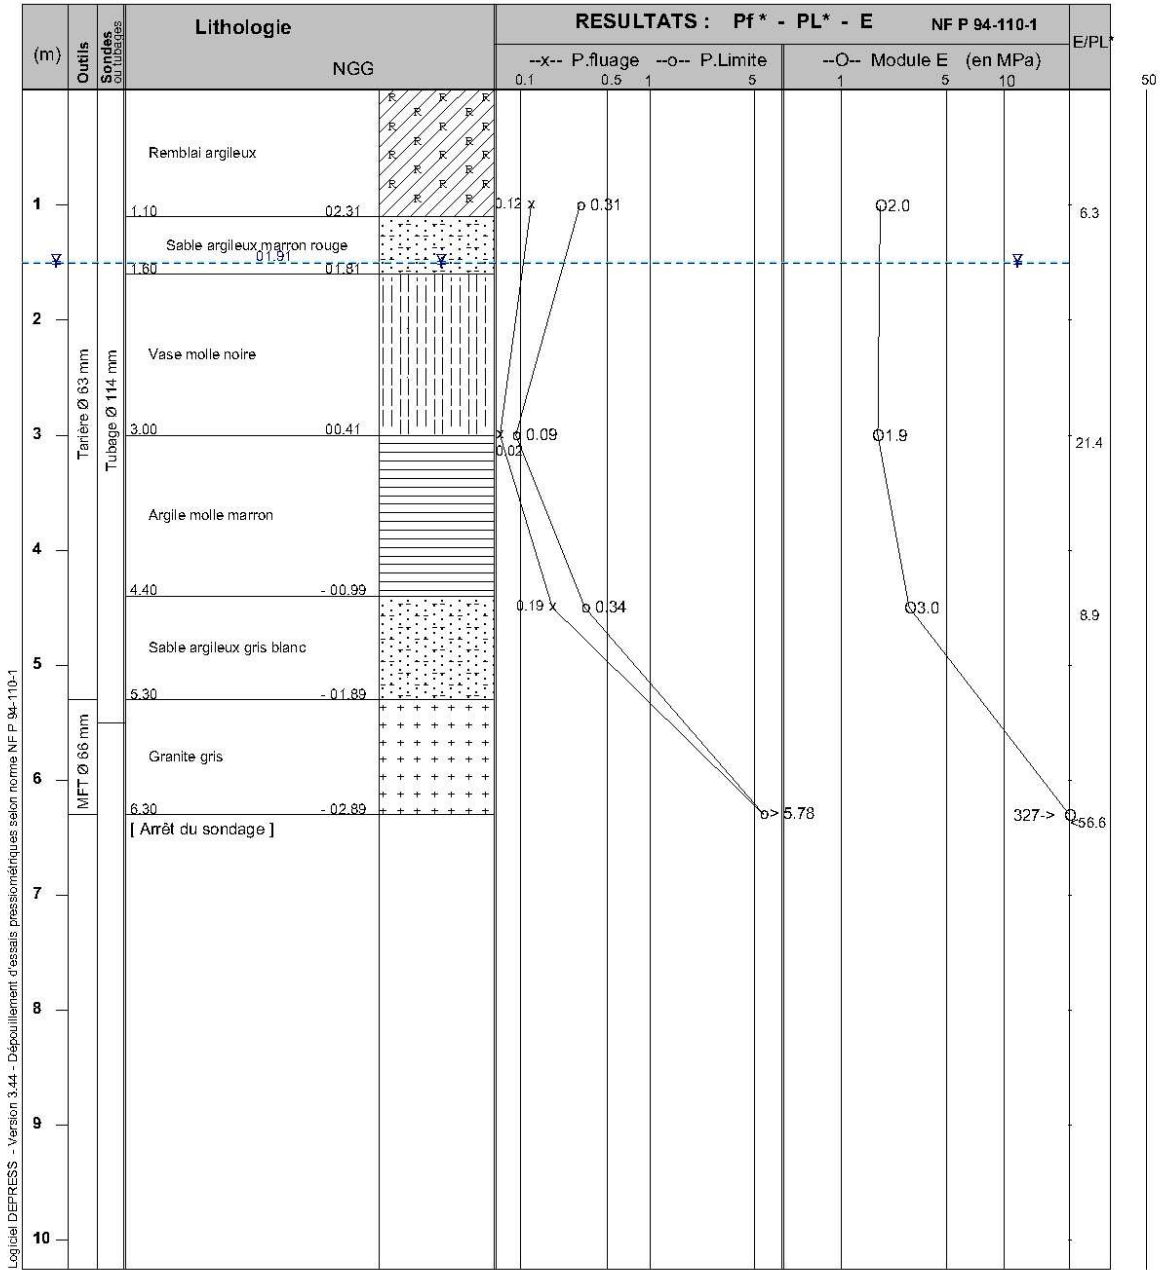 Lithologie
RESULTATS : Pf * - PL* - E NF P 94-110-1
(m)
Outils
Sondes
ou tubages
NGG
--x-- P.fluage --o-- P.Limite
--O-- Module E (en MPa)
E/PL*
0.1 0.5 1 5
1 5 10 50
Remblai argileux
1 0.12 x 0.31 2.0 6.3
1.10 02.31
Sable argileux marron rouge
01.91
1.60 01.81
2
Vase molle noire
3.00 00.41
3 0.09 1.9 21.4
0.02
Argile molle marron
4
4.40 - 00.99
0.19 x 0.34 3.0 8.9
Sable argileux gris blanc
5
5.30 - 01.89
Granite gris
6
6.30 - 02.89
> 5.78 327-> <56.6
[ Arrêt du sondage ]
7
8
9
10
Tarière Ø 63 mm
Tubage Ø 114 mm
MFT Ø 66 mm
Logiciel DEPRESS - Version 3.44 - Dépouillement d'essais pressiométriques selon norme NF P 94-110-1